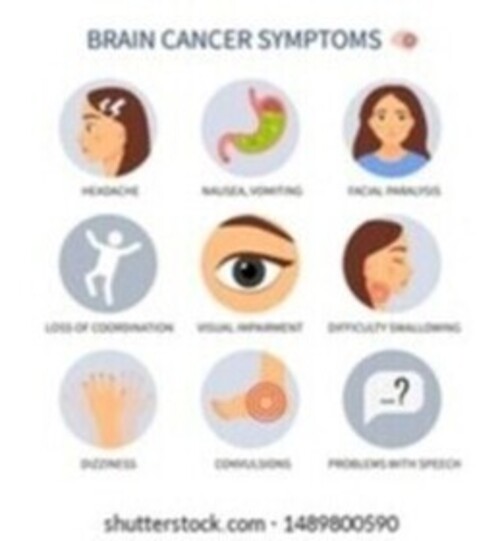 BRAIN CANCER SYMPTOMS
HEADACHE
NAUSEA, VOMITING
FACIAL PARALYSIS
LOSS OF COORDINATION
VISUAL IMPAIRMENT
DIFFICULTY SWALLOWING
DIZZINESS
CONVULSIONS
...?
PROBLEMS WITH SPEECH
shutterstock.com · 1489800590